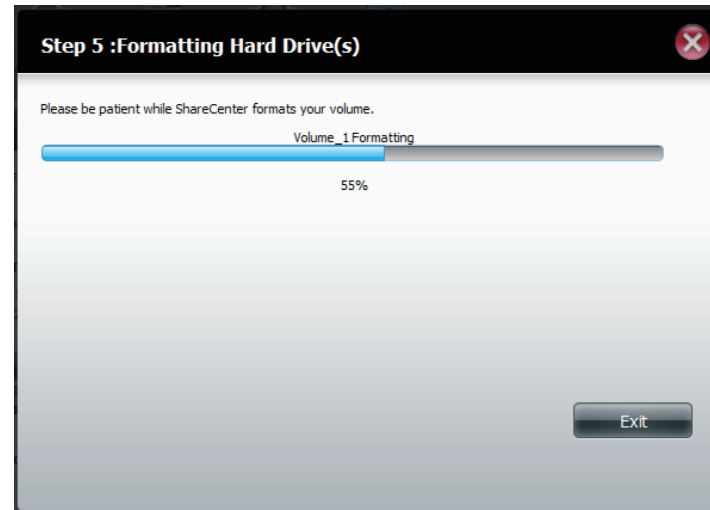 Step 5 :Formatting Hard Drive(s)
Please be patient while ShareCenter formats your volume.
Volume_1 Formatting
55%
Exit